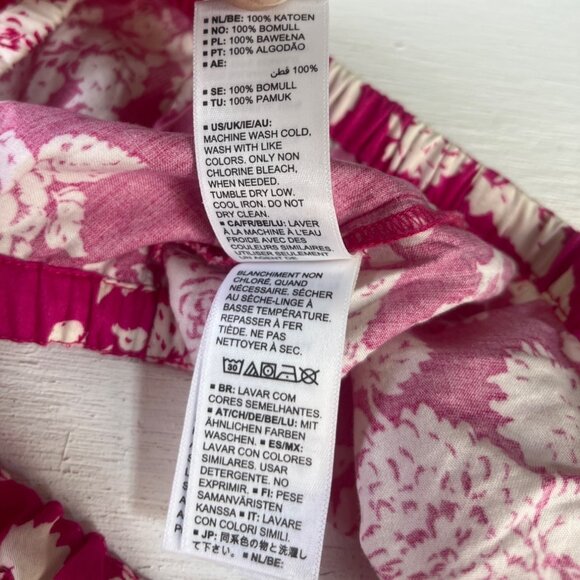 ■ NL/BE: 100% KATOEN
■ NO: 100% BOMULL
■ PL: 100% BAWEŁNA
■ PT: 100% ALGODÃO
■ AE:
100% قطن
■ SE: 100% BOMULL
■ TU: 100% PAMUK
■ US/UK/IE/AU:
MACHINE WASH COLD,
WASH WITH LIKE
COLORS. ONLY NON
CHLORINE BLEACH,
WHEN NEEDED.
TUMBLE DRY LOW.
COOL IRON. DO NOT
DRY CLEAN.
■ CA/FR/BE/LU: LAVER
À LA MACHINE À L'EAU
FROIDE AVEC DES
COULEURS SIMILAIRES.
UTILISER SEULEMENT
UN AGENT DE
BLANCHIMENT NON
CHLORÉ, QUAND
NÉCESSAIRE. SÉCHER
AU SÈCHE-LINGE À
BASSE TEMPÉRATURE.
REPASSER À FER
TIÈDE. NE PAS
NETTOYER À SEC.
30
■ BR: LAVAR COM
CORES SEMELHANTES.
■ AT/CH/DE/BE/LU: MIT
ÄHNLICHEN FARBEN
WASCHEN. ■ ES/MX:
LAVAR CON COLORES
SIMILARES. USAR
DETERGENTE. NO
EXPRIMIR. ■ FI: PESE
SAMANVÄRISTEN
KANSSA ■ IT: LAVARE
CON COLORI SIMILI.
■ JP: 同系色の物と洗濯し
て下さい。 ■ NL/BE: